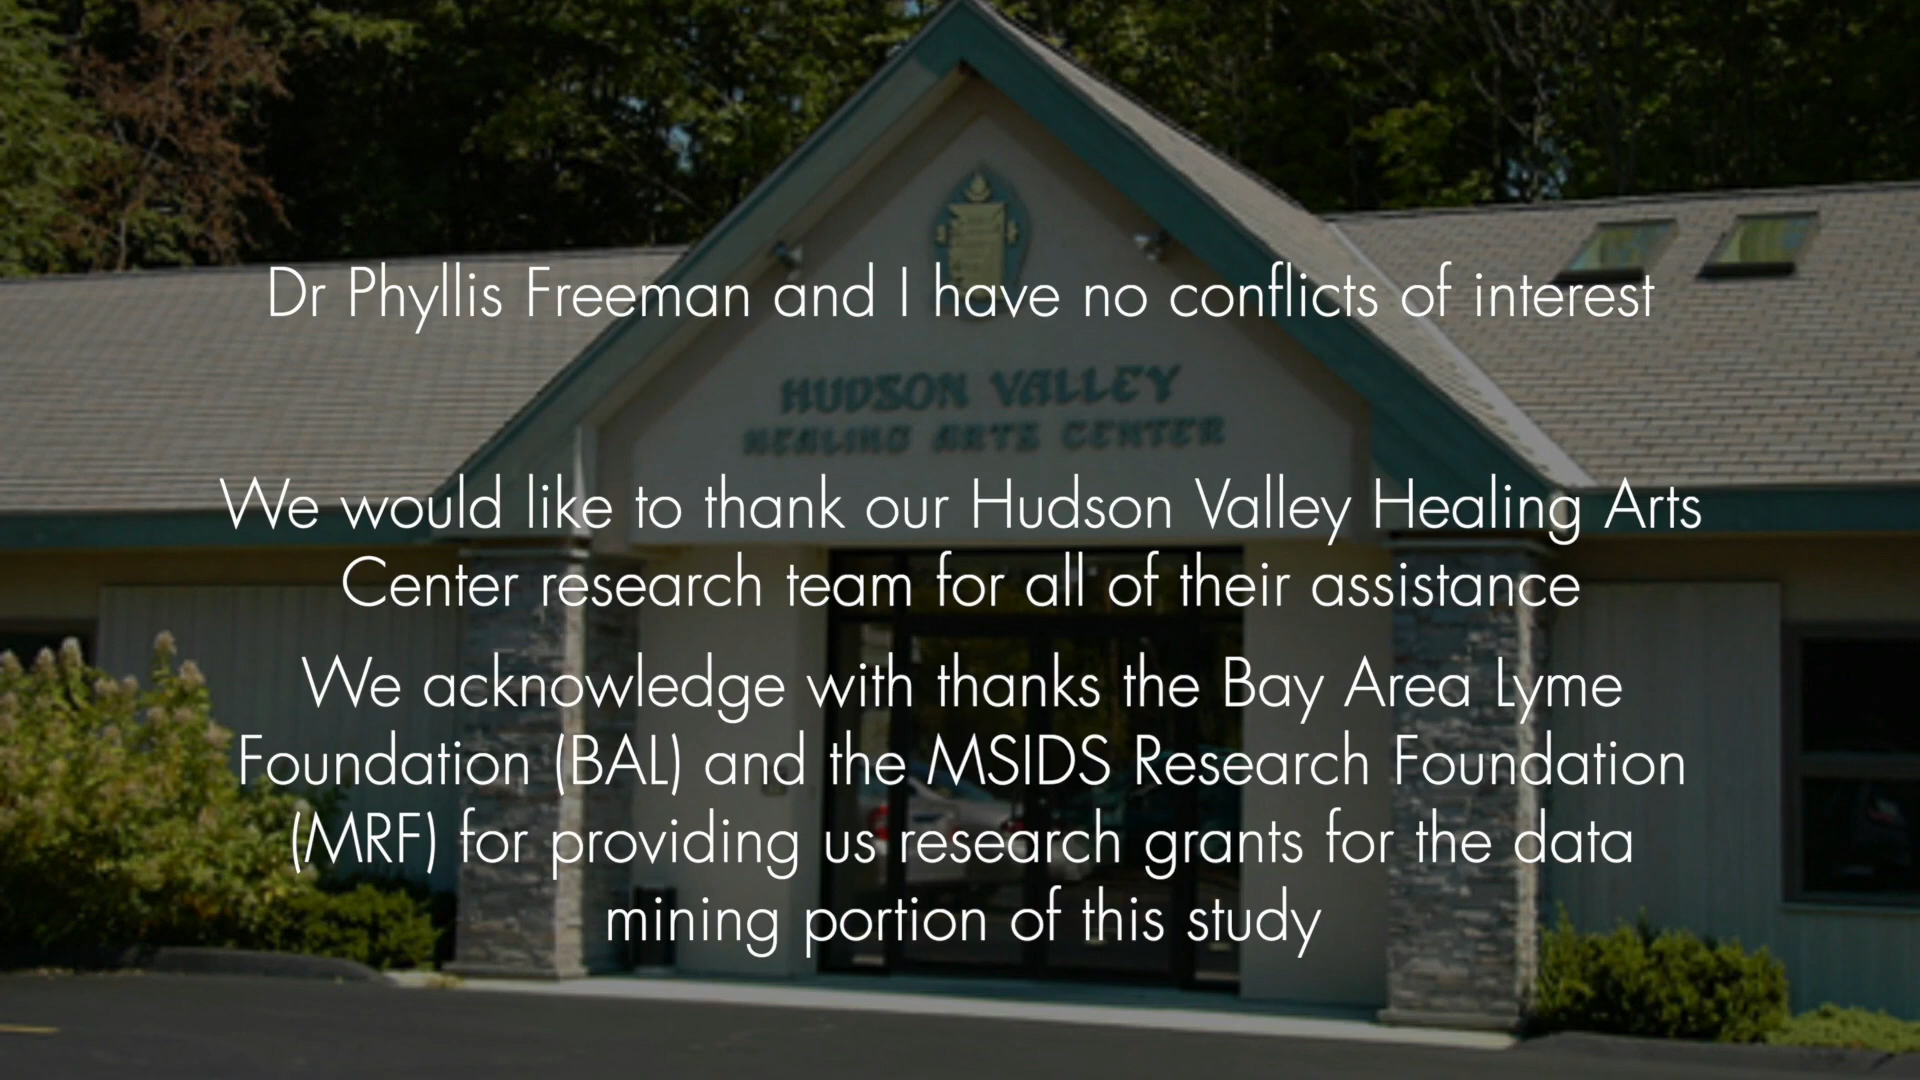 HUDSON VALLEY
HEALING ARTS CENTER
Dr Phyllis Freeman and I have no conflicts of interest
We would like to thank our Hudson Valley Healing Arts
Center research team for all of their assistance
We acknowledge with thanks the Bay Area Lyme
Foundation (BAL) and the MSIDS Research Foundation
(MRF) for providing us research grants for the data
mining portion of this study